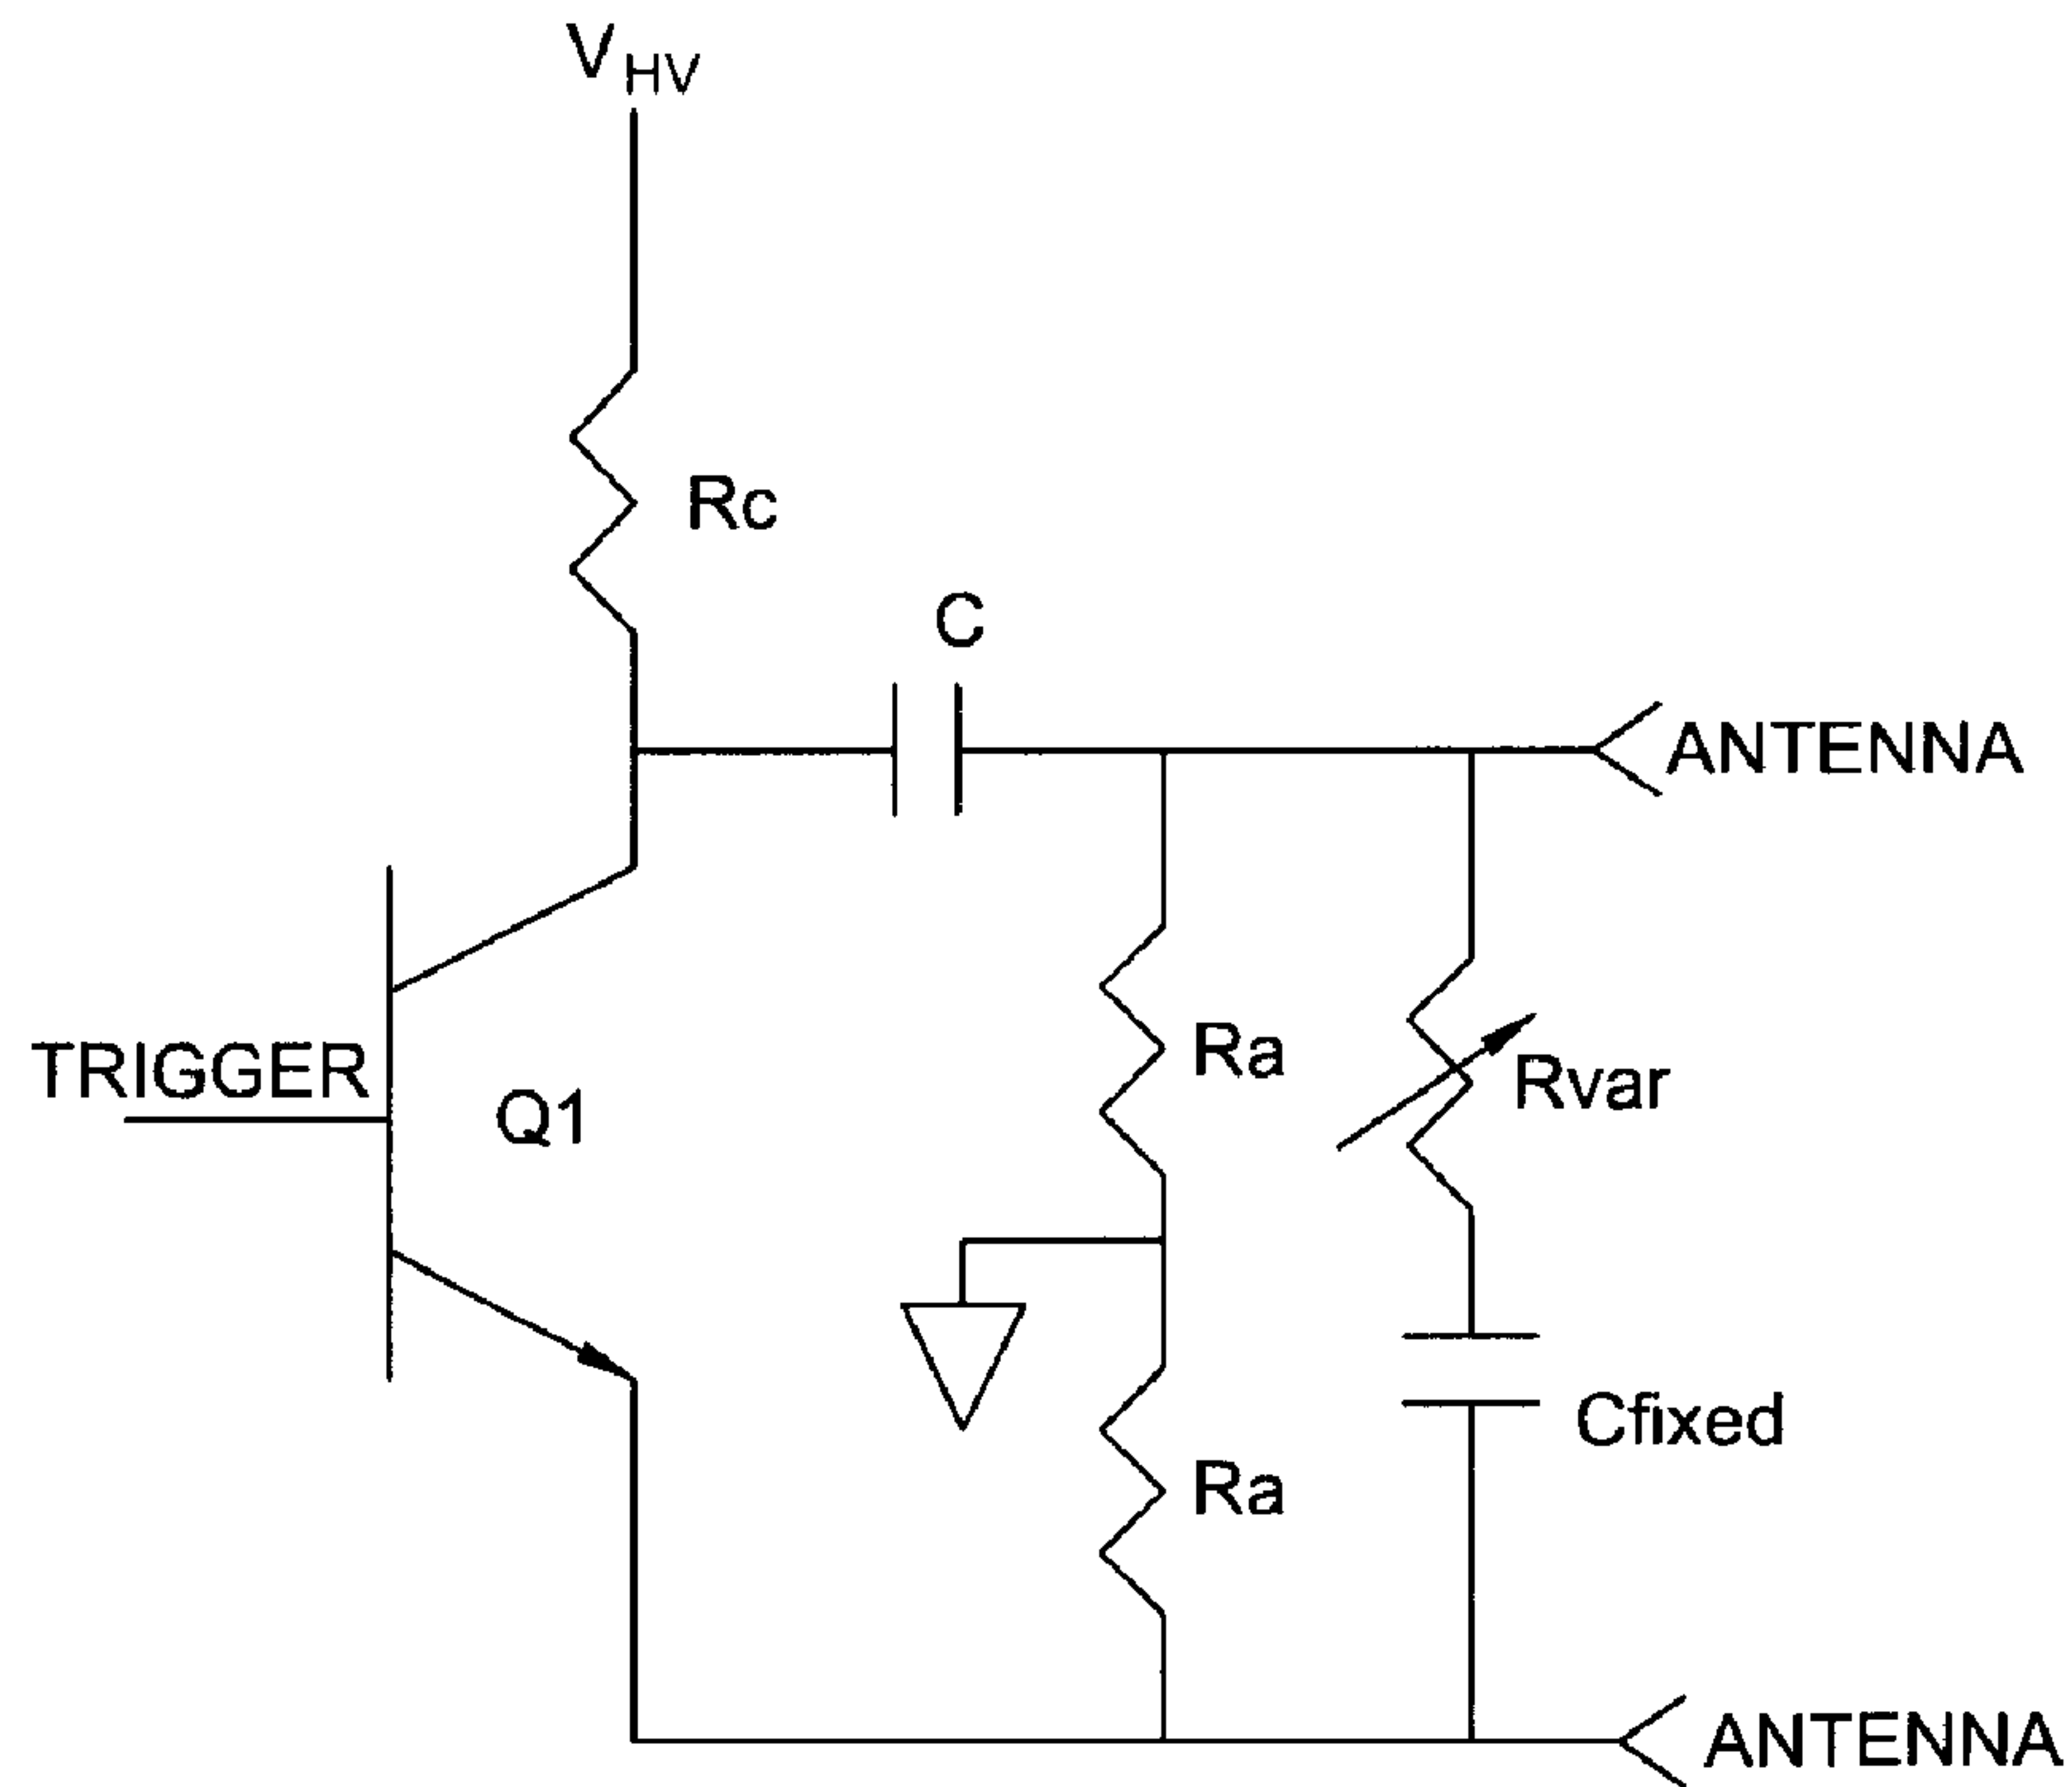 VHV
Rc
C
ANTENNA
TRIGGER
Q1
Ra
Rvar
Cfixed
Ra
ANTENNA